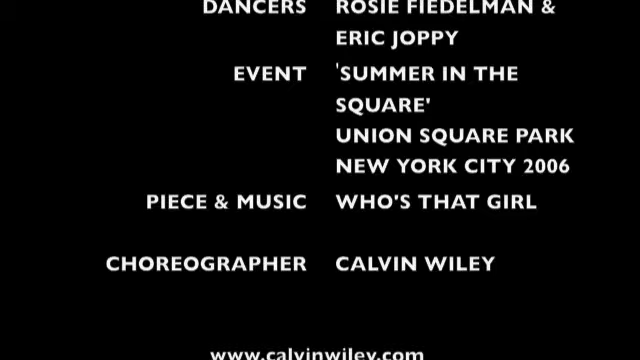 DANCERS ROSIE FIEDELMAN &
ERIC JOPPY
EVENT 'SUMMER IN THE
SQUARE'
UNION SQUARE PARK
NEW YORK CITY 2006
PIECE & MUSIC WHO'S THAT GIRL
CHOREOGRAPHER CALVIN WILEY
www.calvinwiley.com